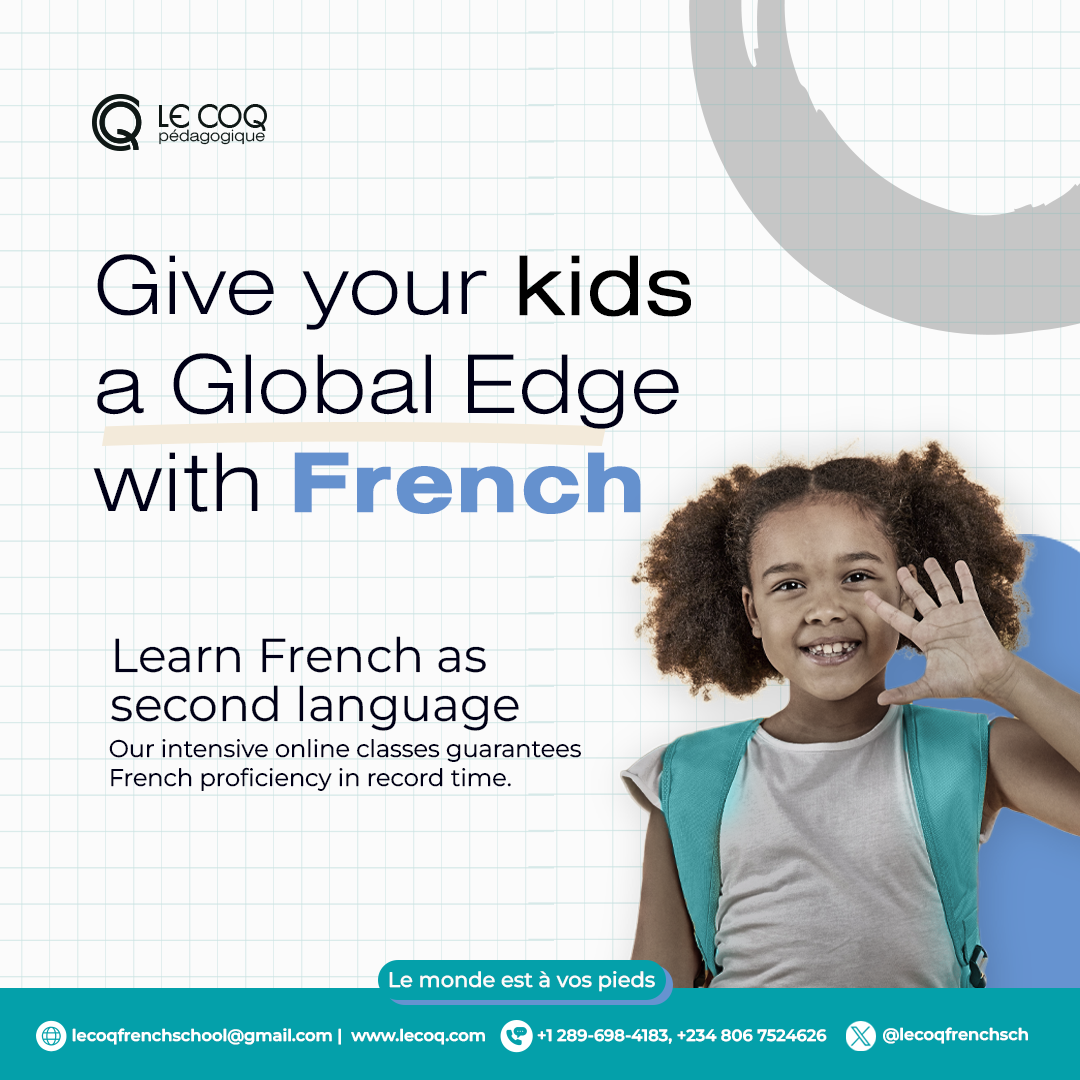 LE COQ
pédagogique
Give your kids
a Global Edge
with French
Learn French as
second language
Our intensive online classes guarantees
French proficiency in record time.
Le monde est à vos pieds
lecoqfrenchschool@gmail.com | www.lecoq.com +1 289-698-4183, +234 806 7524626 @lecoqfrenchsch